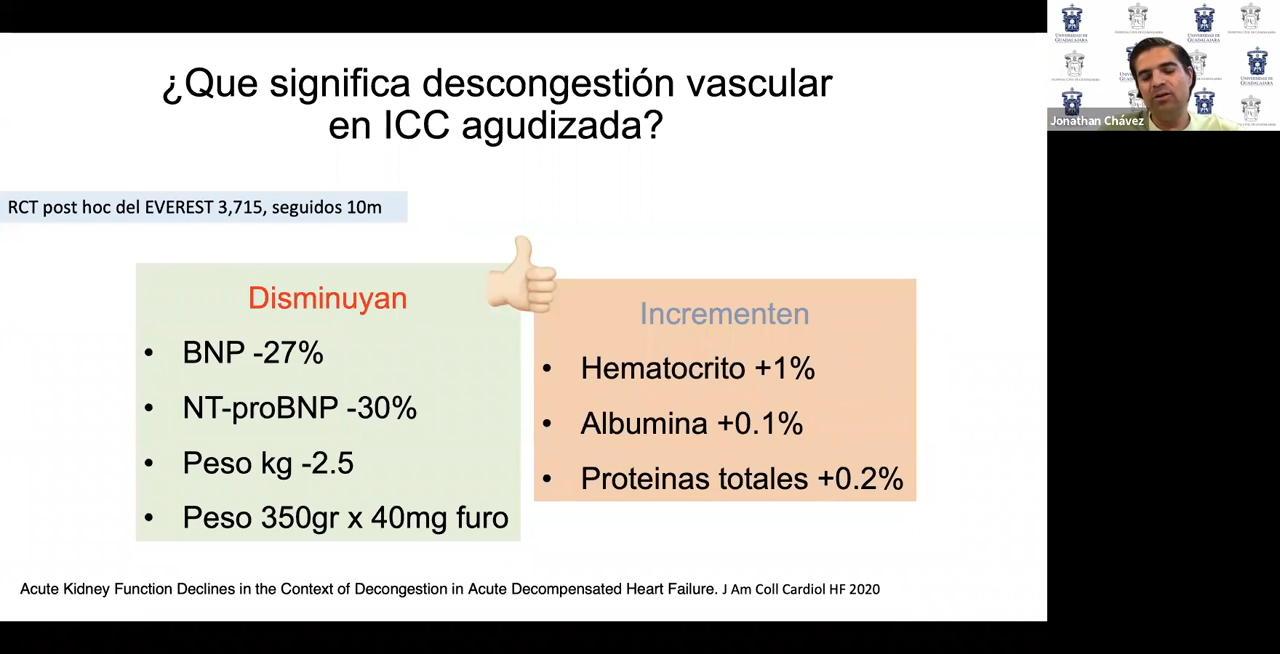 ¿Que significa descongestión vascular
en ICC agudizada?
RCT post hoc del EVEREST 3,715, seguidos 10m
Disminuyan
• BNP -27%
• NT-proBNP -30%
• Peso kg -2.5
• Peso 350gr x 40mg furo
Incrementen
• Hematocrito +1%
• Albumina +0.1%
• Proteinas totales +0.2%
Acute Kidney Function Declines in the Context of Decongestion in Acute Decompensated Heart Failure. J Am Coll Cardiol HF 2020
UNIVERSIDAD DE
GUADALAJARA
Jonathan Chávez